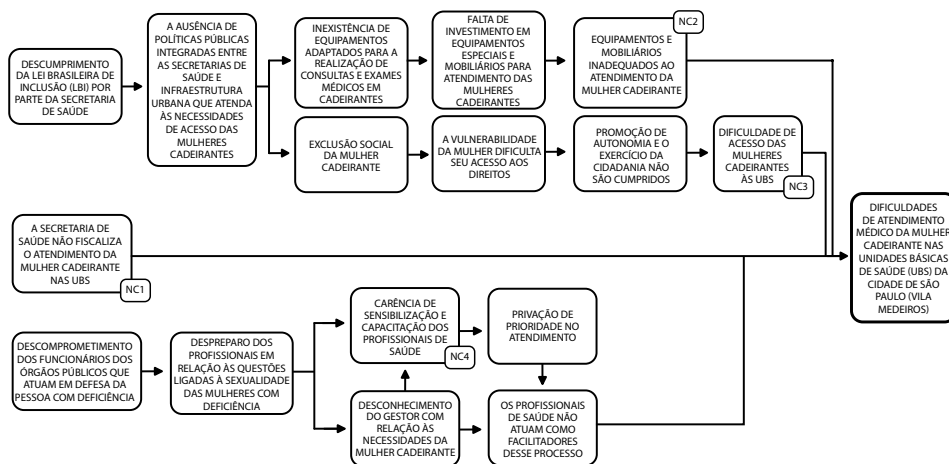 DESCUMPRIMENTO
DA LEI BRASILEIRA DE
INCLUSÃO (LBI) POR
PARTE DA SECRETARIA
DE SAÚDE
A AUSÊNCIA DE
POLÍTICAS PÚBLICAS
INTEGRADAS ENTRE
AS SECRETARIAS DE
SAÚDE E
INFRAESTRUTURA
URBANA QUE ATENDA
ÀS NECESSIDADES
DE ACESSO DAS
MULHERES
CADEIRANTES
INEXISTÊNCIA DE
EQUIPAMENTOS
ADAPTADOS PARA A
REALIZAÇÃO DE
CONSULTAS E EXAMES
MÉDICOS EM
CADEIRANTES
FALTA DE
INVESTIMENTO EM
EQUIPAMENTOS
ESPECIAIS E
MOBILIÁRIOS PARA
ATENDIMENTO DAS
MULHERES
CADEIRANTES
NC2
EQUIPAMENTOS E
MOBILIÁRIOS
INADEQUADOS AO
ATENDIMENTO DA
MULHER CADEIRANTE
EXCLUSÃO SOCIAL
DA MULHER
CADEIRANTE
A VULNERABILIDADE
DA MULHER DIFICULTA
SEU ACESSO AOS
DIREITOS
PROMOÇÃO DE
AUTONOMIA E O
EXERCÍCIO DA
CIDADANIA NÃO
SÃO CUMPRIDOS
DIFICULDADE DE
ACESSO DAS
MULHERES
CADEIRANTES
ÀS UBS
NC3
A SECRETARIA DE
SAÚDE NÃO FISCALIZA
O ATENDIMENTO DA
MULHER CADEIRANTE
NAS UBS
NC1
DIFICULDADES
DE ATENDIMENTO
MÉDICO DA MULHER
CADEIRANTE NAS
UNIDADES BÁSICAS
DE SAÚDE (UBS) DA
CIDADE DE SÃO
PAULO (VILA
MEDEIROS)
DESCOMPROMETIMENTO
DOS FUNCIONÁRIOS DOS
ÓRGÃOS PÚBLICOS QUE
ATUAM EM DEFESA DA
PESSOA COM DEFICIÊNCIA
DESPREPARO DOS
PROFISSIONAIS EM
RELAÇÃO ÀS QUESTÕES
LIGADAS À SEXUALIDADE
DAS MULHERES COM
DEFICIÊNCIA
CARÊNCIA DE
SENSIBILIZAÇÃO E
CAPACITAÇÃO DOS
PROFISSIONAIS DE
SAÚDE
NC4
PRIVAÇÃO DE
PRIORIDADE NO
ATENDIMENTO
DESCONHECIMENTO
DO GESTOR COM
RELAÇÃO ÀS
NECESSIDADES DA
MULHER CADEIRANTE
OS PROFISSIONAIS
DE SAÚDE NÃO
ATUAM COMO
FACILITADORES
DESSE PROCESSO